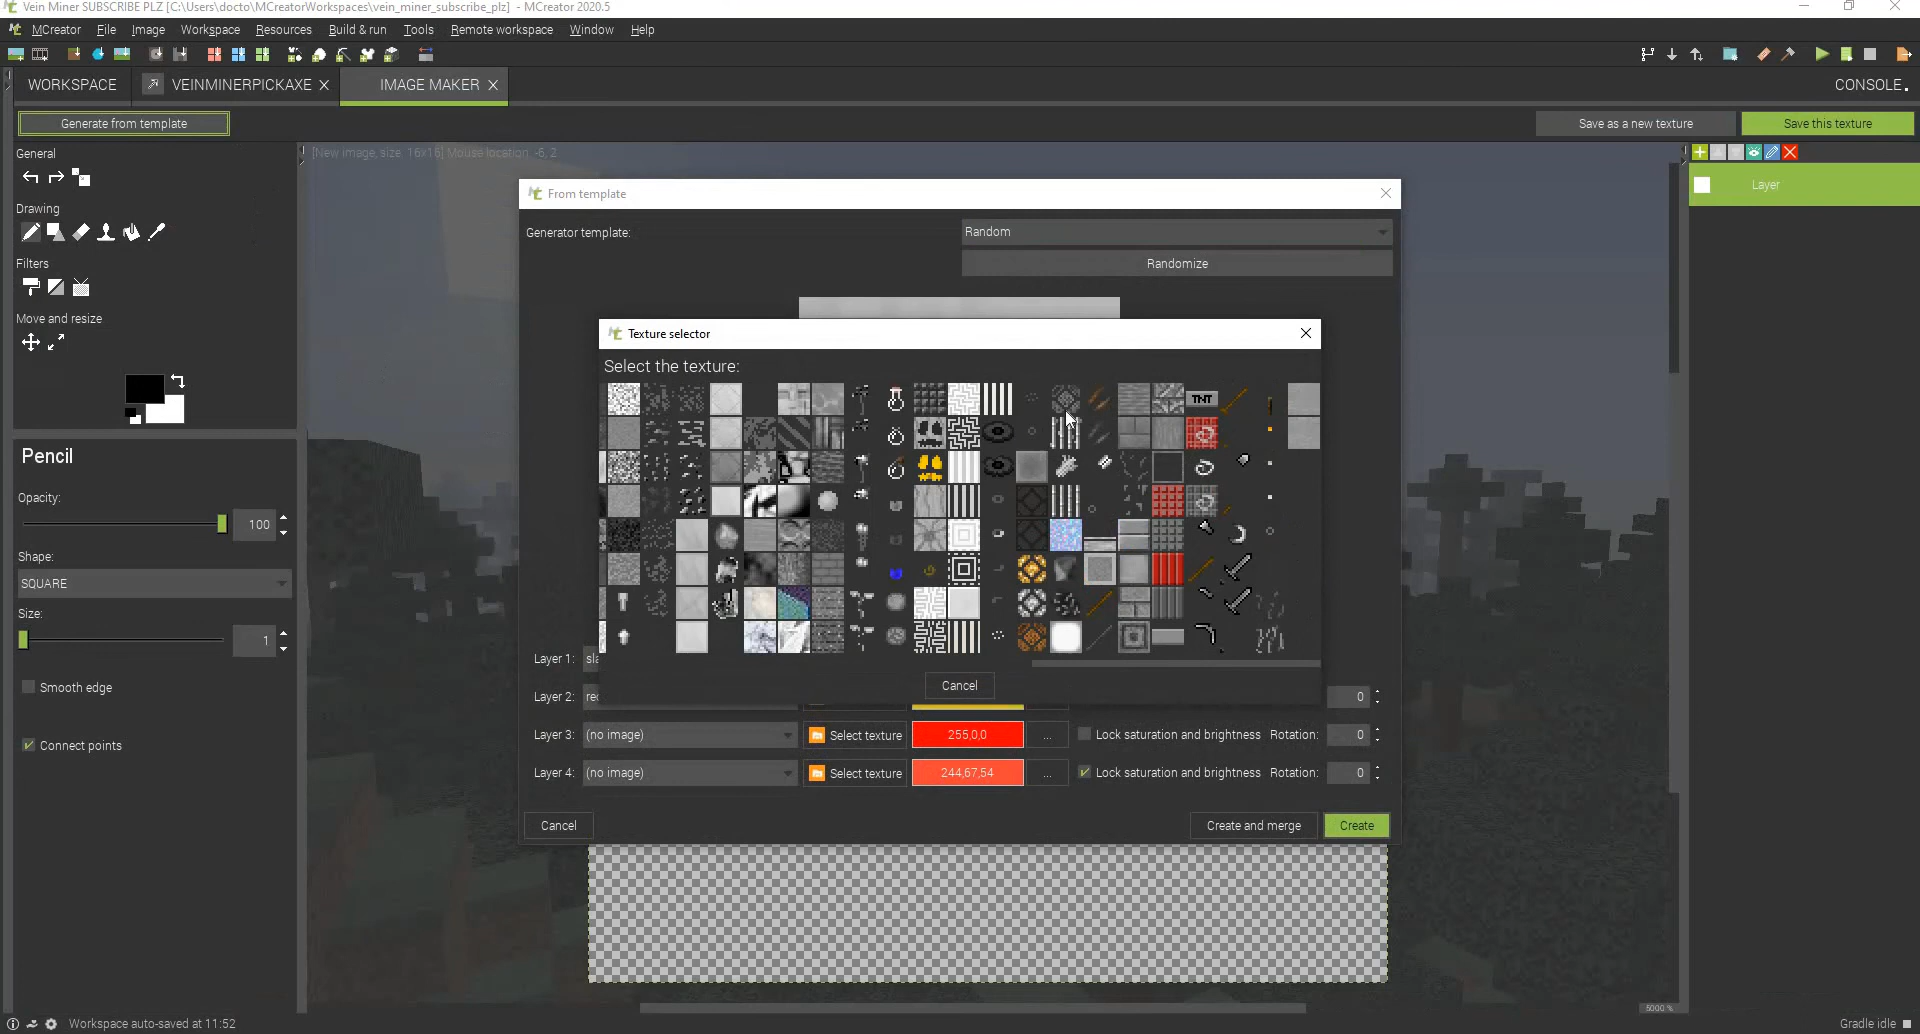 Vein Miner SUBSCRIBE PLZ [C:\Users\docto\MCreatorWorkspaces\vein_miner_subscribe_plz] - MCreator 2020.5
MCreator File Image Workspace Resources Build & run Tools Remote workspace Window Help
WORKSPACE VEINMINERPICKAXE IMAGE MAKER CONSOLE
Generate from template Save as a new texture Save this texture
General
[New image, size: 16x16] Mouse location: -6, 2
Layer
From template
Drawing
Generator template: Random
Randomize
Filters
Move and resize
Texture selector
Select the texture:
TNT
Pencil
Opacity:
100
Shape:
SQUARE
Size:
1
Smooth edge
Connect points
Cancel
Layer 1: sla
Layer 2: rec 0
Layer 3: (no image) Select texture 255,0,0 ... Lock saturation and brightness Rotation: 0
Layer 4: (no image) Select texture 244,67,54 ... Lock saturation and brightness Rotation: 0
Cancel Create and merge Create
5000 %
Workspace auto-saved at 11:52 Gradle idle